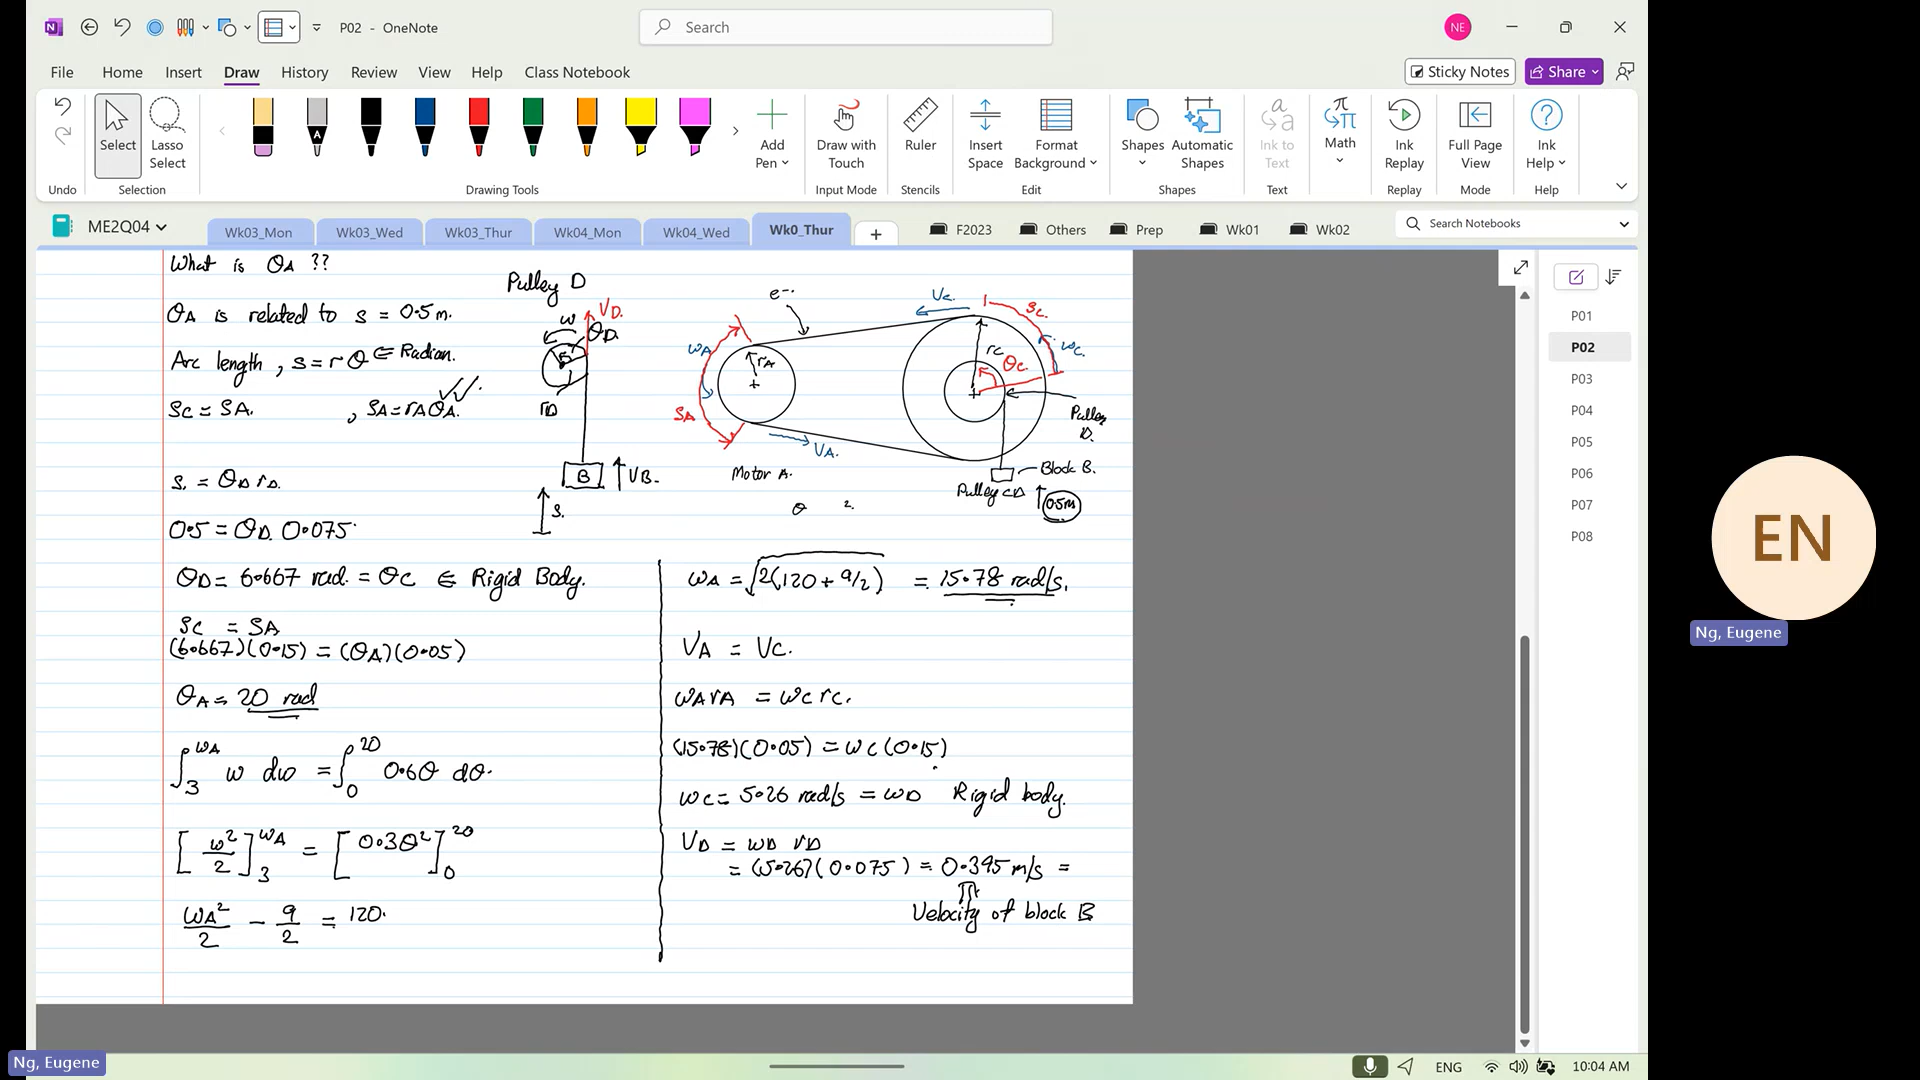 P02 - OneNote
Search
NE
File Home Insert Draw History Review View Help Class Notebook
Sticky Notes
Share
Select
Lasso Select
Add Pen
Draw with Touch
Ruler
Insert Space
Format Background
Shapes
Automatic Shapes
Ink to Text
Math
Ink Replay
Full Page View
Ink Help
Undo
Selection
Drawing Tools
Input Mode
Stencils
Edit
Shapes
Text
Replay
Mode
Help
ME2Q04
Wk03_Mon Wk03_Wed Wk03_Thur Wk04_Mon Wk04_Wed Wk0_Thur
F2023 Others Prep Wk01 Wk02
Search Notebooks
P01
P02
P03
P04
P05
P06
P07
P08
What is θA ??
θA is related to s = 0.5m.
Arc length, s = rθ ∈ Radian.
sC = sA. , sA = rAθA. ✓✓
s. = θD rD.
0.5 = θD. 0.075
θD = 6.667 rad. = θC ∈ Rigid Body.
sC = sA
(6.667)(0.15) = (θA)(0.05)
θA = 20 rad
∫₃^ωA ω dω = ∫₀^20 0.6θ dθ.
[ω²/2]₃^ωA = [0.3θ²]₀^20
ωA²/2 - 9/2 = 120.
Pulley D
VD.
ω
θD.
rD
B
VB.
s.
e--
VC.
sC.
ωA
rA
rC
θC
ωC.
sA
VA.
Pulley D.
Motor A.
Block B.
Pulley CD
0.5m
θ 2.
ωA = √2(120 + 9/2) = 15.78 rad/s.
VA = VC.
ωArA = ωCrC.
(15.78)(0.05) = ωC(0.15)
ωC = 5.26 rad/s = ωD Rigid body.
VD = ωD rD
= (5.26)(0.075) = 0.395 m/s =
Velocity of block B
EN
Ng, Eugene
Ng, Eugene
ENG
10:04 AM